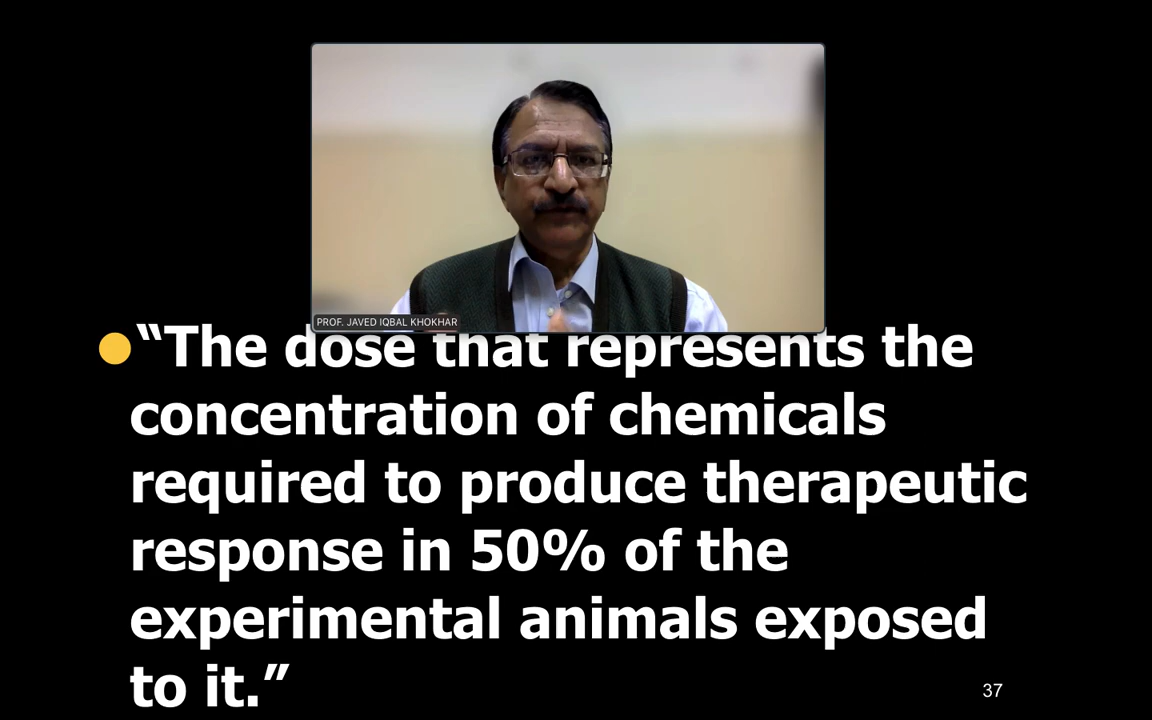 PROF. JAVED IQBAL KHOKHAR
“The dose that represents the
concentration of chemicals
required to produce therapeutic
response in 50% of the
experimental animals exposed
to it.”
37